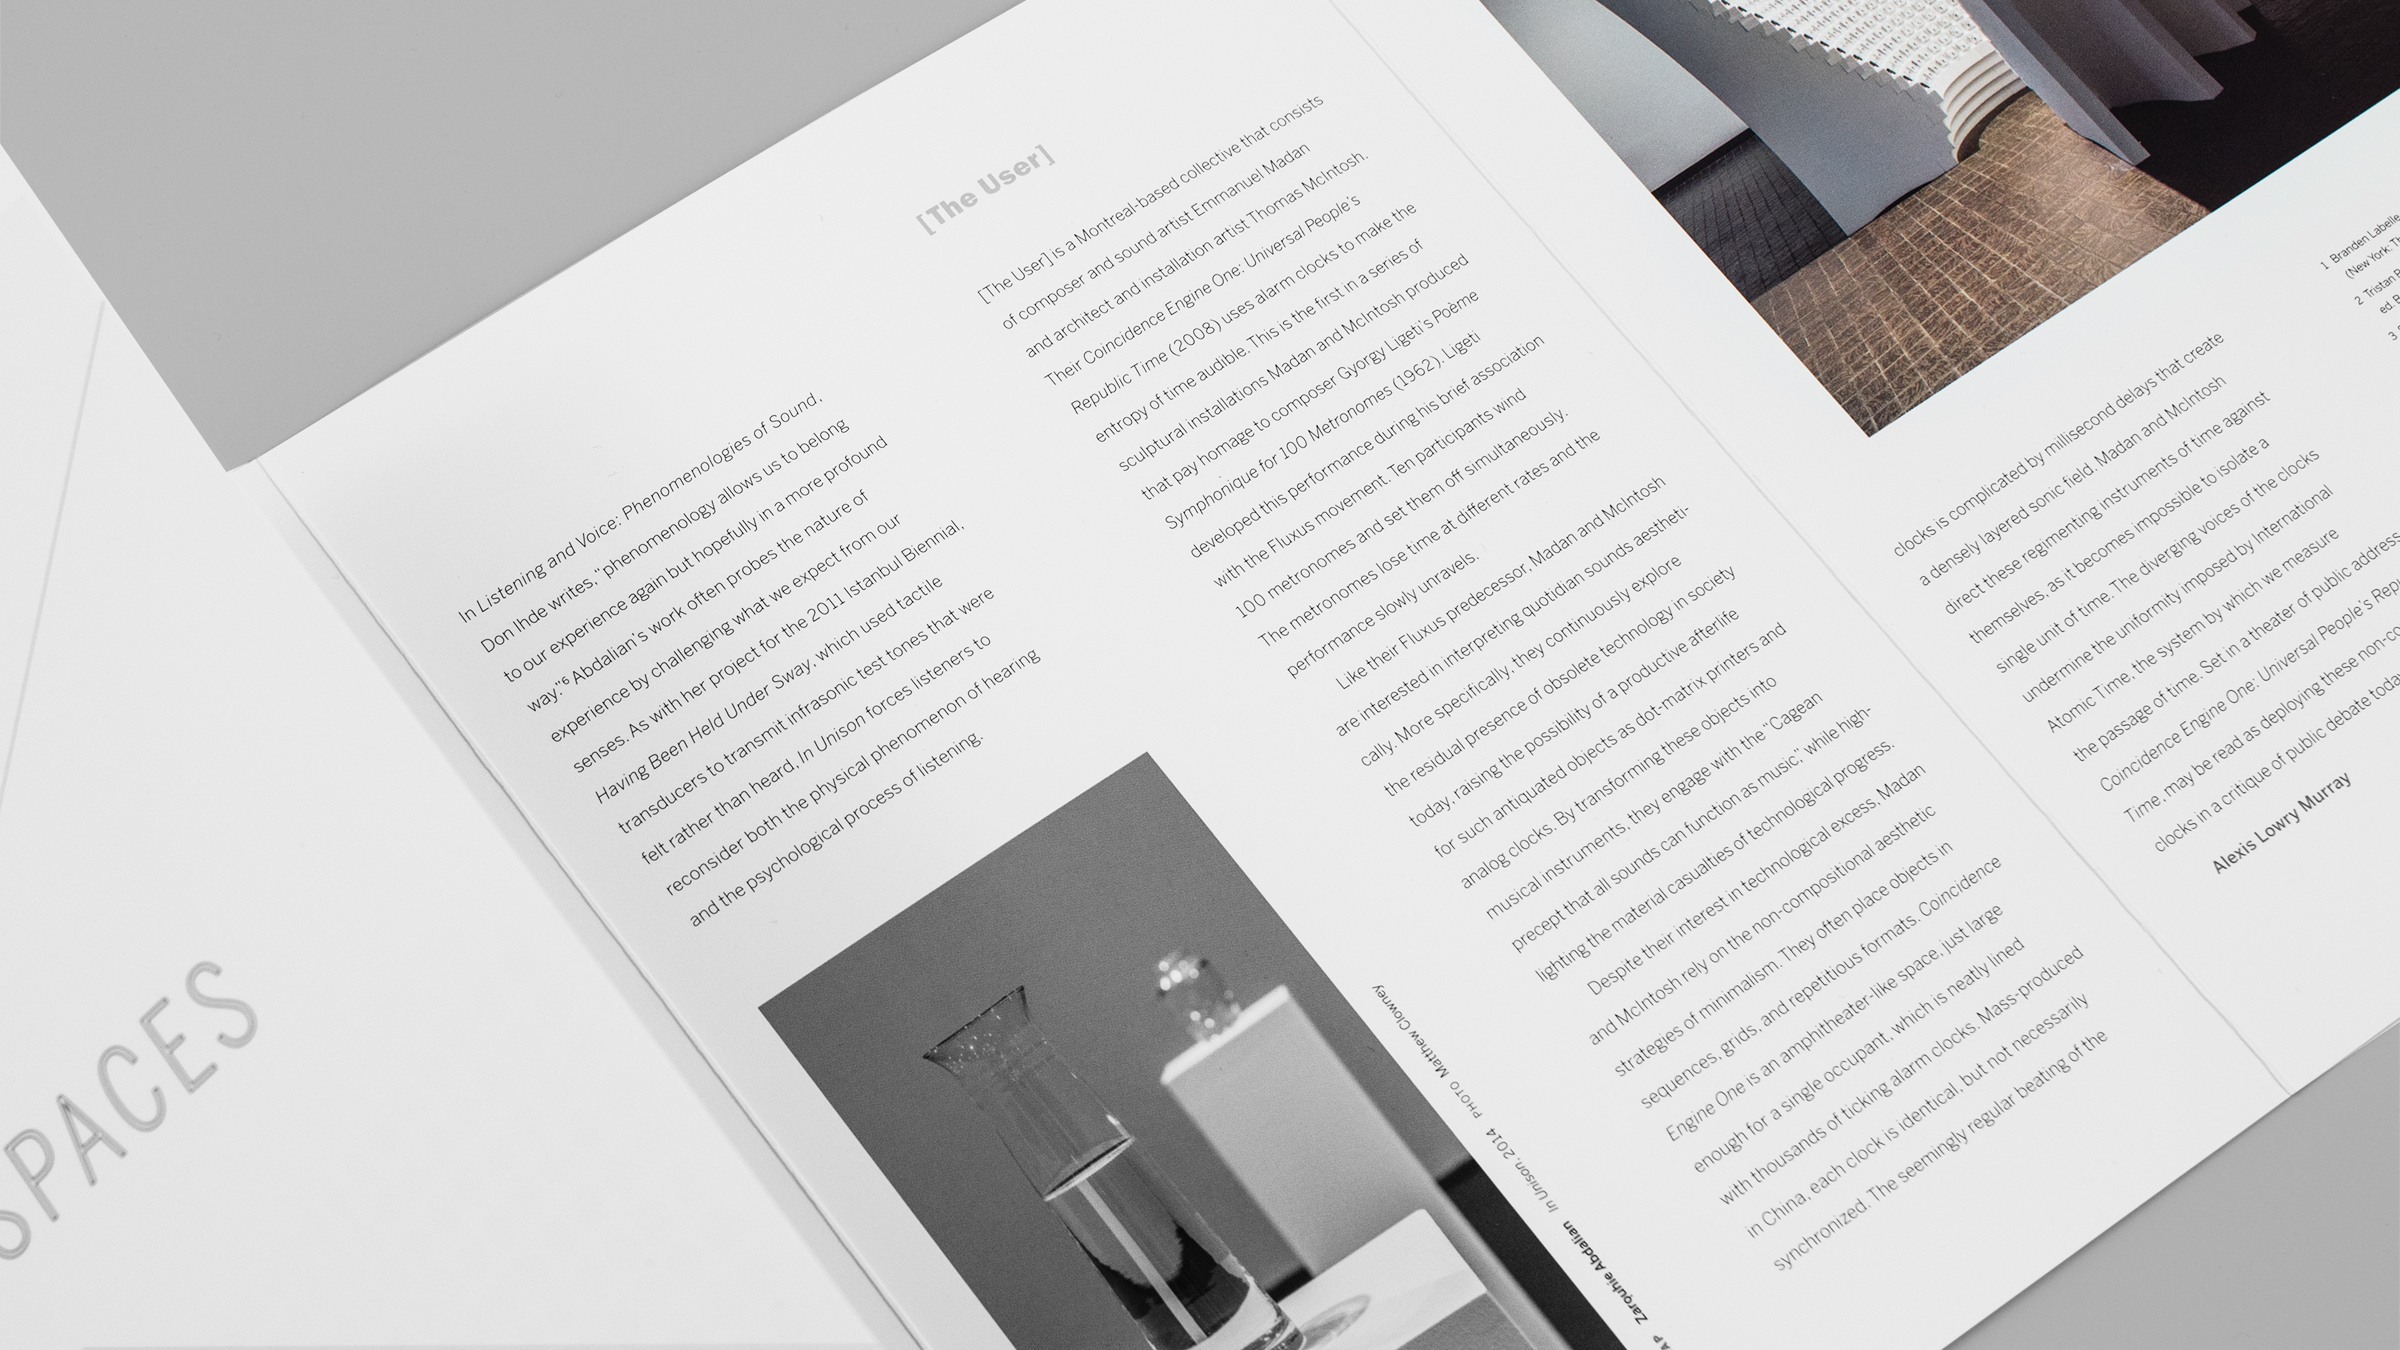 SPACES
In Listening and Voice: Phenomenologies of Sound,
Don Ihde writes, "phenomenology allows us to belong
to our experience again but hopefully in a more profound
way."⁶ Abdalian's work often probes the nature of
experience by challenging what we expect from our
senses. As with her project for the 2011 Istanbul Biennial,
Having Been Held Under Sway, which used tactile
transducers to transmit infrasonic test tones that were
felt rather than heard, In Unison forces listeners to
reconsider both the physical phenomenon of hearing
and the psychological process of listening.
Zarouhie Abdalian In Unison, 2014 PHOTO Matthew Clowney
[The User]
[The User] is a Montreal-based collective that consists
of composer and sound artist Emmanuel Madan
and architect and installation artist Thomas McIntosh.
Their Coincidence Engine One: Universal People's
Republic Time (2008) uses alarm clocks to make the
entropy of time audible. This is the first in a series of
sculptural installations Madan and McIntosh produced
that pay homage to composer Gyorgy Ligeti's Poème
Symphonique for 100 Metronomes (1962). Ligeti
developed this performance during his brief association
with the Fluxus movement. Ten participants wind
100 metronomes and set them off simultaneously.
The metronomes lose time at different rates and the
performance slowly unravels.
Like their Fluxus predecessor, Madan and McIntosh
are interested in interpreting quotidian sounds aestheti-
cally. More specifically, they continuously explore
the residual presence of obsolete technology in society
today, raising the possibility of a productive afterlife
for such antiquated objects as dot-matrix printers and
analog clocks. By transforming these objects into
musical instruments, they engage with the "Cagean
precept that all sounds can function as music," while high-
lighting the material casualties of technological progress.
Despite their interest in technological excess, Madan
and McIntosh rely on the non-compositional aesthetic
strategies of minimalism. They often place objects in
sequences, grids, and repetitious formats. Coincidence
Engine One is an amphitheater-like space, just large
enough for a single occupant, which is neatly lined
with thousands of ticking alarm clocks. Mass-produced
in China, each clock is identical, but not necessarily
synchronized. The seemingly regular beating of the
clocks is complicated by millisecond delays that create
a densely layered sonic field. Madan and McIntosh
direct these regimenting instruments of time against
themselves, as it becomes impossible to isolate a
single unit of time. The diverging voices of the clocks
undermine the uniformity imposed by International
Atomic Time, the system by which we measure
the passage of time. Set in a theater of public address
Coincidence Engine One: Universal People's Repu
Time, may be read as deploying these non-co
clocks in a critique of public debate toda
Alexis Lowry Murray
1 Branden Labelle
(New York: Th
2 Tristan
ed. B
3